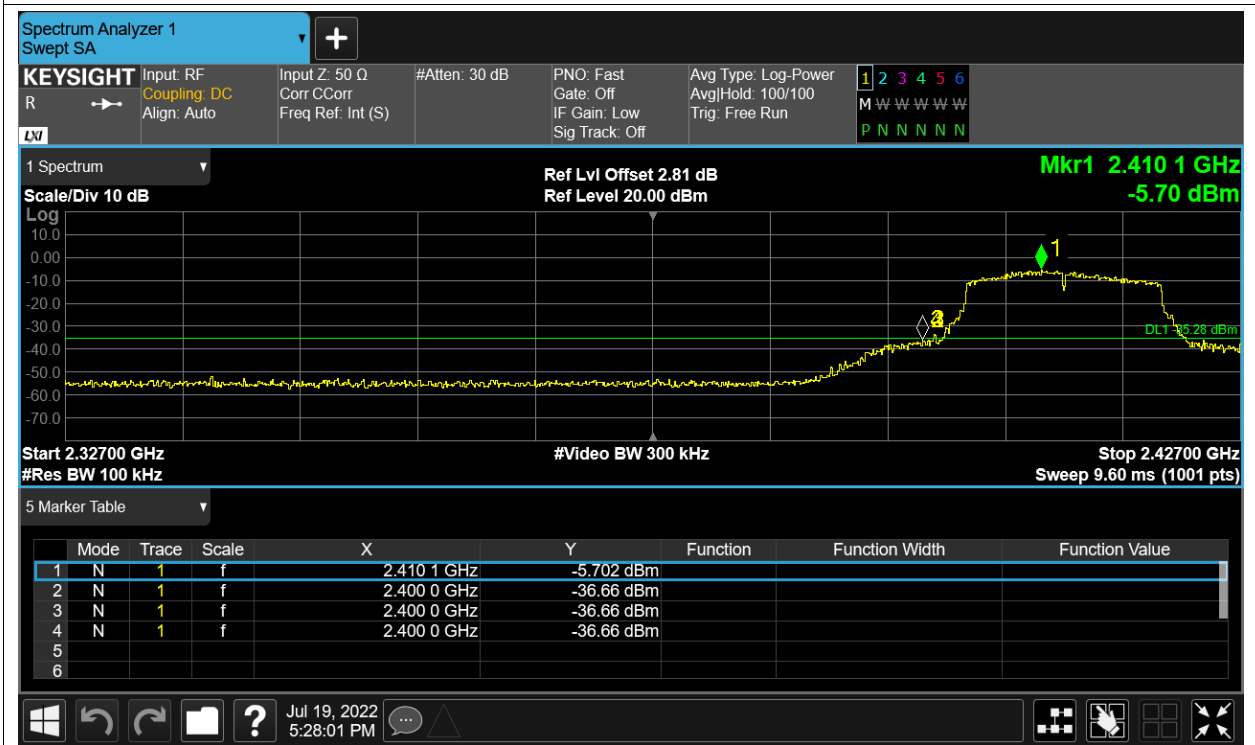 Spectrum Analyzer 1
Swept SA
+
KEYSIGHT Input: RF Input Z: 50 Ω #Atten: 30 dB PNO: Fast Avg Type: Log-Power 1 2 3 4 5 6
R Coupling: DC Corr CCorr Gate: Off Avg|Hold: 100/100 M W W W W W
Align: Auto Freq Ref: Int (S) IF Gain: Low Trig: Free Run
LXI Sig Track: Off P N N N N N
1 Spectrum Ref Lvl Offset 2.81 dB Mkr1 2.410 1 GHz
Scale/Div 10 dB Ref Level 20.00 dBm -5.70 dBm
Log
10.0
0.00 1
-10.0
-20.0
-30.0 DL1 -35.28 dBm
-40.0
-50.0
-60.0
-70.0
Start 2.32700 GHz #Video BW 300 kHz Stop 2.42700 GHz
#Res BW 100 kHz Sweep 9.60 ms (1001 pts)
5 Marker Table
Mode Trace Scale X Y Function Function Width Function Value
1 N 1 f 2.410 1 GHz -5.702 dBm
2 N 1 f 2.400 0 GHz -36.66 dBm
3 N 1 f 2.400 0 GHz -36.66 dBm
4 N 1 f 2.400 0 GHz -36.66 dBm
5
6
? Jul 19, 2022
5:28:01 PM